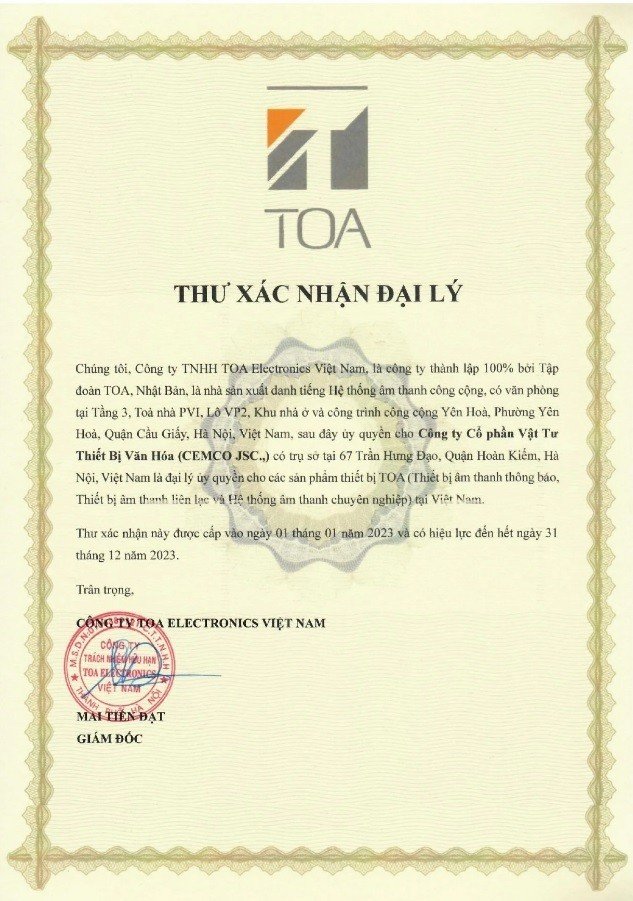 TOA
THƯ XÁC NHẬN ĐẠI LÝ
Chúng tôi, Công ty TNHH TOA Electronics Việt Nam, là công ty thành lập 100% bởi Tập
đoàn TOA, Nhật Bản, là nhà sản xuất danh tiếng Hệ thống âm thanh công cộng, có văn phòng
tại Tầng 3, Toà nhà PVI, Lô VP2, Khu nhà ở và công trình công cộng Yên Hoà, Phường Yên
Hoà, Quận Cầu Giấy, Hà Nội, Việt Nam, sau đây ủy quyền cho Công ty Cổ phần Vật Tư
Thiết Bị Văn Hóa (CEMCO JSC.,) có trụ sở tại 67 Trần Hưng Đạo, Quận Hoàn Kiếm, Hà
Nội, Việt Nam là đại lý ủy quyền cho các sản phẩm thiết bị TOA (Thiết bị âm thanh thông báo,
Thiết bị âm thanh liên lạc và Hệ thống âm thanh chuyên nghiệp) tại Việt Nam.
Thư xác nhận này được cấp vào ngày 01 tháng 01 năm 2023 và có hiệu lực đến hết ngày 31
tháng 12 năm 2023.
Trân trọng,
CÔNG TY TOA ELECTRONICS VIỆT NAM
CÔNG TY
TRÁCH NHIỆM HỮU HẠN
TOA ELECTRONICS
VIỆT NAM
THÀNH PHỐ HÀ NỘI
MAI TIẾN ĐẠT
GIÁM ĐỐC